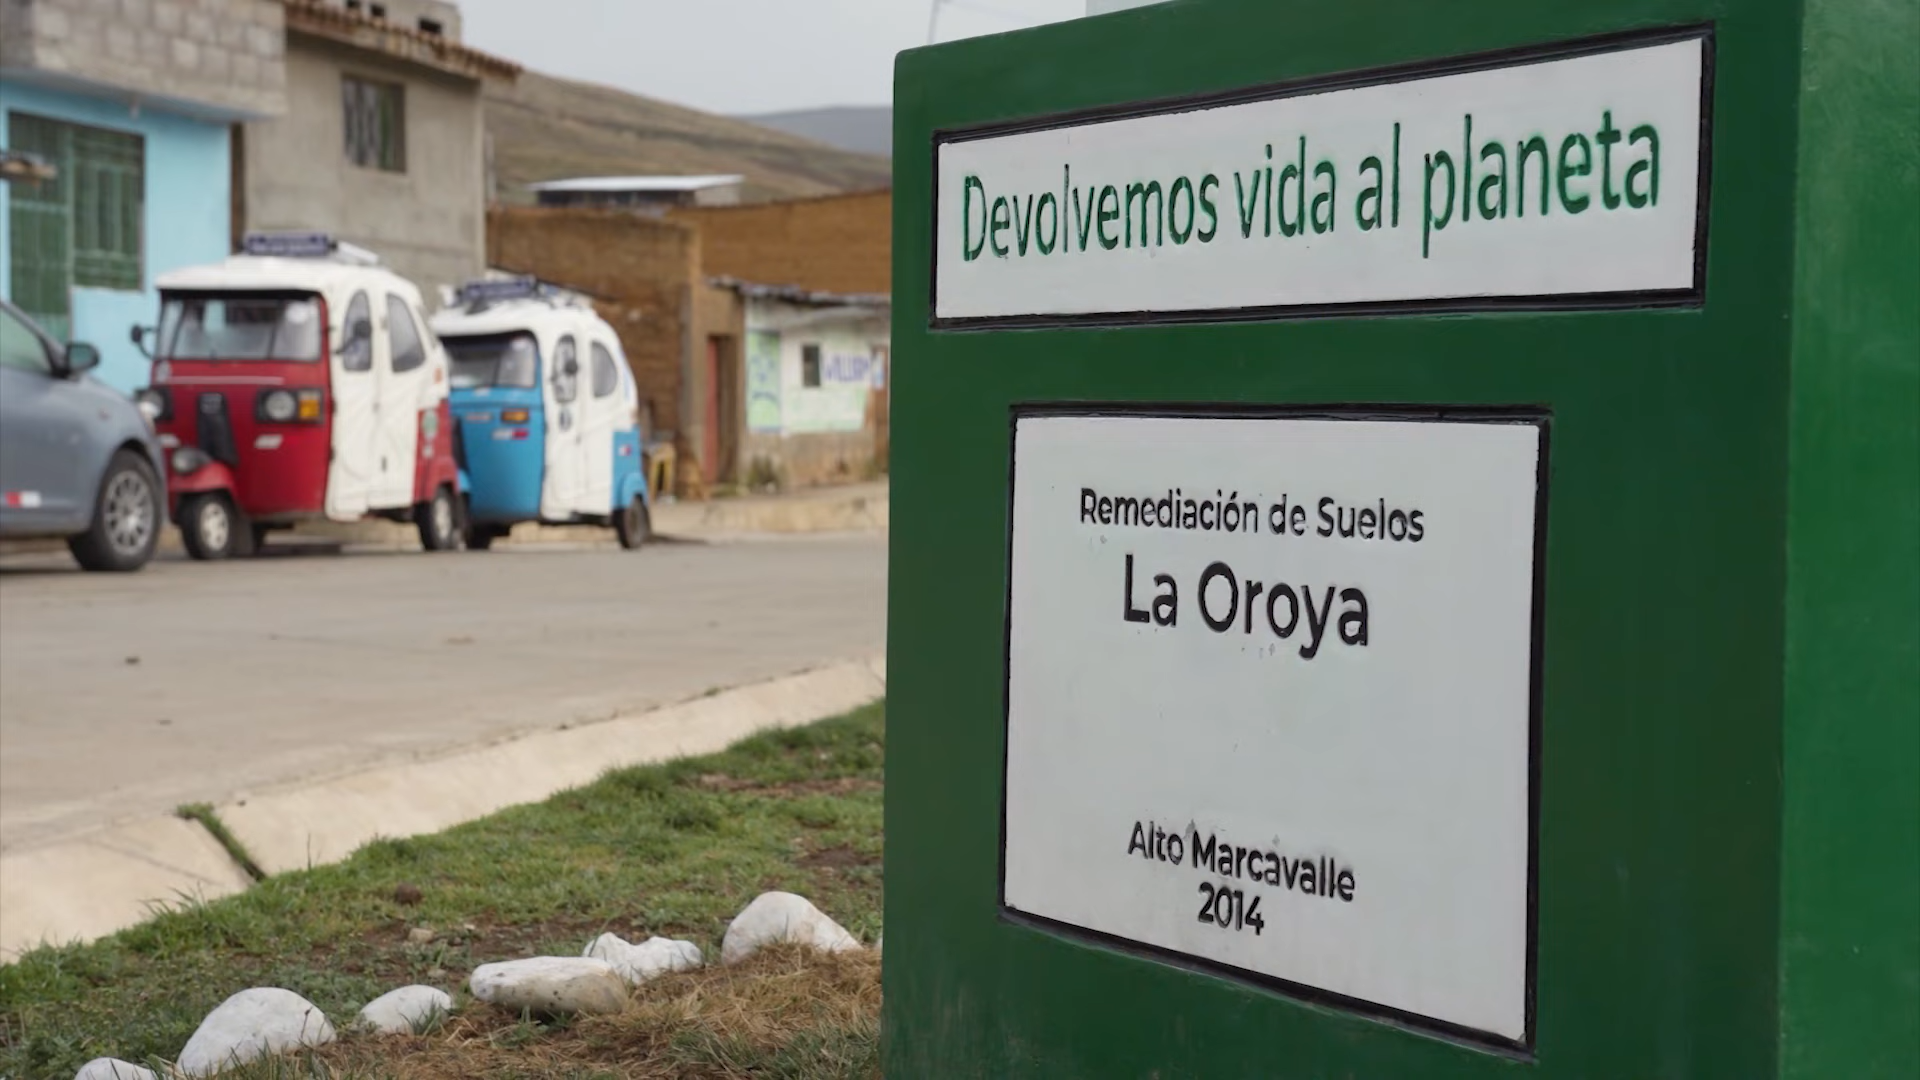 Devolvemos vida al planeta
Remediación de Suelos
La Oroya
Alto Marcavalle
2014